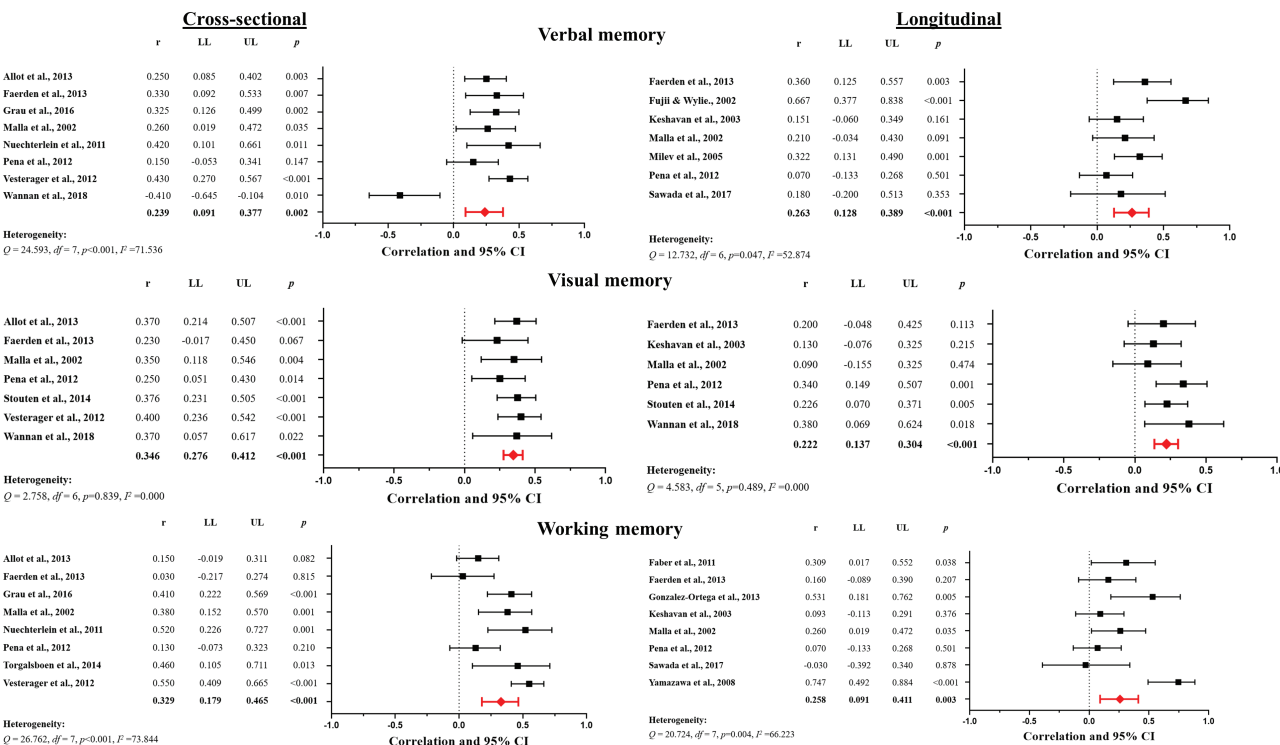 Cross-sectional
Longitudinal
Verbal memory
r LL UL p
Allot et al., 2013 0.250 0.085 0.402 0.003
Faerden et al., 2013 0.330 0.092 0.533 0.007
Grau et al., 2016 0.325 0.126 0.499 0.002
Malla et al., 2002 0.260 0.019 0.472 0.035
Nuechterlein et al., 2011 0.420 0.101 0.661 0.011
Pena et al., 2012 0.150 -0.053 0.341 0.147
Vesterager et al., 2012 0.430 0.270 0.567 <0.001
Wannan et al., 2018 -0.410 -0.645 -0.104 0.010
0.239 0.091 0.377 0.002
-1.0 -0.5 0.0 0.5 1.0
Correlation and 95% CI
Heterogeneity:
Q = 24.593, df = 7, p<0.001, I² =71.536
r LL UL p
Faerden et al., 2013 0.360 0.125 0.557 0.003
Fujii & Wylie., 2002 0.667 0.377 0.838 <0.001
Keshavan et al., 2003 0.151 -0.060 0.349 0.161
Malla et al., 2002 0.210 -0.034 0.430 0.091
Milev et al., 2005 0.322 0.131 0.490 0.001
Pena et al., 2012 0.070 -0.133 0.268 0.501
Sawada et al., 2017 0.180 -0.200 0.513 0.353
0.263 0.128 0.389 <0.001
-1.0 -0.5 0.0 0.5 1.0
Correlation and 95% CI
Heterogeneity:
Q = 12.732, df = 6, p=0.047, I² =52.874
Visual memory
r LL UL p
Allot et al., 2013 0.370 0.214 0.507 <0.001
Faerden et al., 2013 0.230 -0.017 0.450 0.067
Malla et al., 2002 0.350 0.118 0.546 0.004
Pena et al., 2012 0.250 0.051 0.430 0.014
Stouten et al., 2014 0.376 0.231 0.505 <0.001
Vesterager et al., 2012 0.400 0.236 0.542 <0.001
Wannan et al., 2018 0.370 0.057 0.617 0.022
0.346 0.276 0.412 <0.001
-1.0 -0.5 0.0 0.5 1.0
Correlation and 95% CI
Heterogeneity:
Q = 2.758, df = 6, p=0.839, I² =0.000
r LL UL p
Faerden et al., 2013 0.200 -0.048 0.425 0.113
Keshavan et al., 2003 0.130 -0.076 0.325 0.215
Malla et al., 2002 0.090 -0.155 0.325 0.474
Pena et al., 2012 0.340 0.149 0.507 0.001
Stouten et al., 2014 0.226 0.070 0.371 0.005
Wannan et al., 2018 0.380 0.069 0.624 0.018
0.222 0.137 0.304 <0.001
-1.0 -0.5 0.0 0.5 1.0
Correlation and 95% CI
Heterogeneity:
Q = 4.583, df = 5, p=0.489, I² =0.000
Working memory
r LL UL p
Allot et al., 2013 0.150 -0.019 0.311 0.082
Faerden et al., 2013 0.030 -0.217 0.274 0.815
Grau et al., 2016 0.410 0.222 0.569 <0.001
Malla et al., 2002 0.380 0.152 0.570 0.001
Nuechterlein et al., 2011 0.520 0.226 0.727 0.001
Pena et al., 2012 0.130 -0.073 0.323 0.210
Torgalsboen et al., 2014 0.460 0.105 0.711 0.013
Vesterager et al., 2012 0.550 0.409 0.665 <0.001
0.329 0.179 0.465 <0.001
-1.0 -0.5 0.0 0.5 1.0
Correlation and 95% CI
Heterogeneity:
Q = 26.762, df = 7, p<0.001, I² =73.844
r LL UL p
Faber et al., 2011 0.309 0.017 0.552 0.038
Faerden et al., 2013 0.160 -0.089 0.390 0.207
Gonzalez-Ortega et al., 2013 0.531 0.181 0.762 0.005
Keshavan et al., 2003 0.093 -0.113 0.291 0.376
Malla et al., 2002 0.260 0.019 0.472 0.035
Pena et al., 2012 0.070 -0.133 0.268 0.501
Sawada et al., 2017 -0.030 -0.392 0.340 0.878
Yamazawa et al., 2008 0.747 0.492 0.884 <0.001
0.258 0.091 0.411 0.003
-1.0 -0.5 0.0 0.5 1.0
Correlation and 95% CI
Heterogeneity:
Q = 20.724, df = 7, p=0.004, I² =66.223